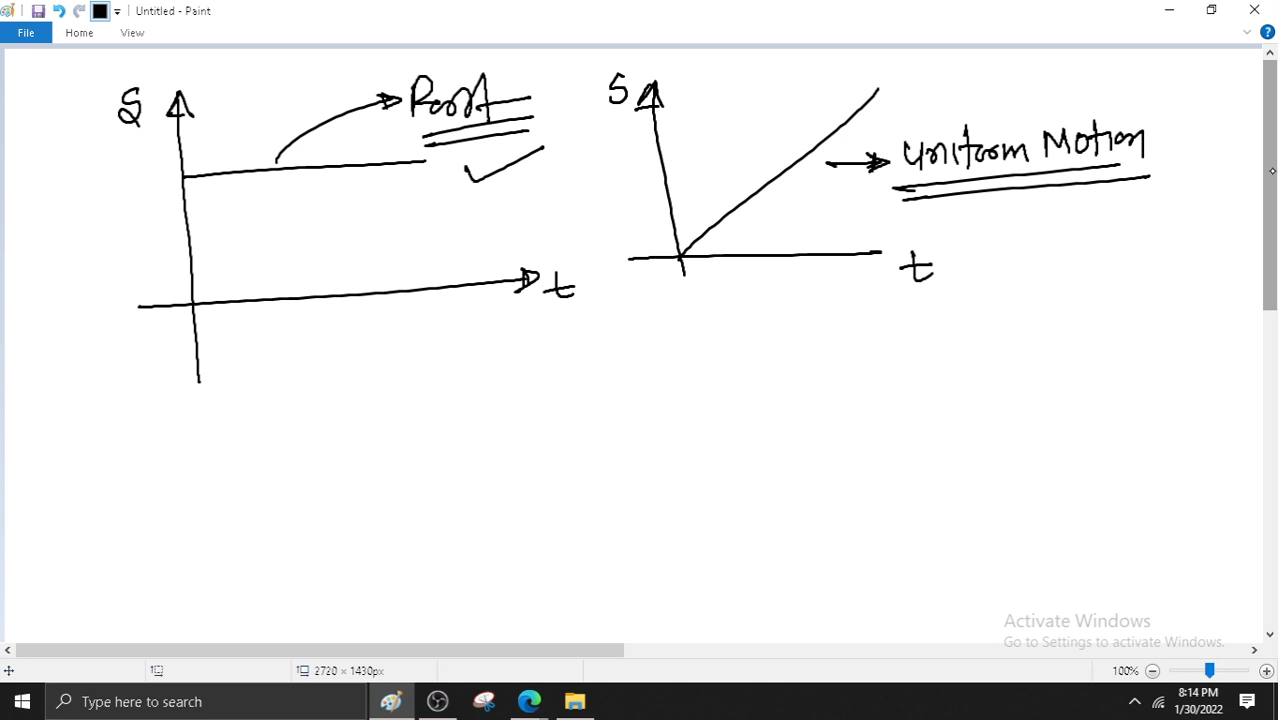 Untitled - Paint
File Home View
S
Rest
S
Uniform Motion
t
t
Activate Windows
Go to Settings to activate Windows.
2720 × 1430px
100%
Type here to search
8:14 PM
1/30/2022